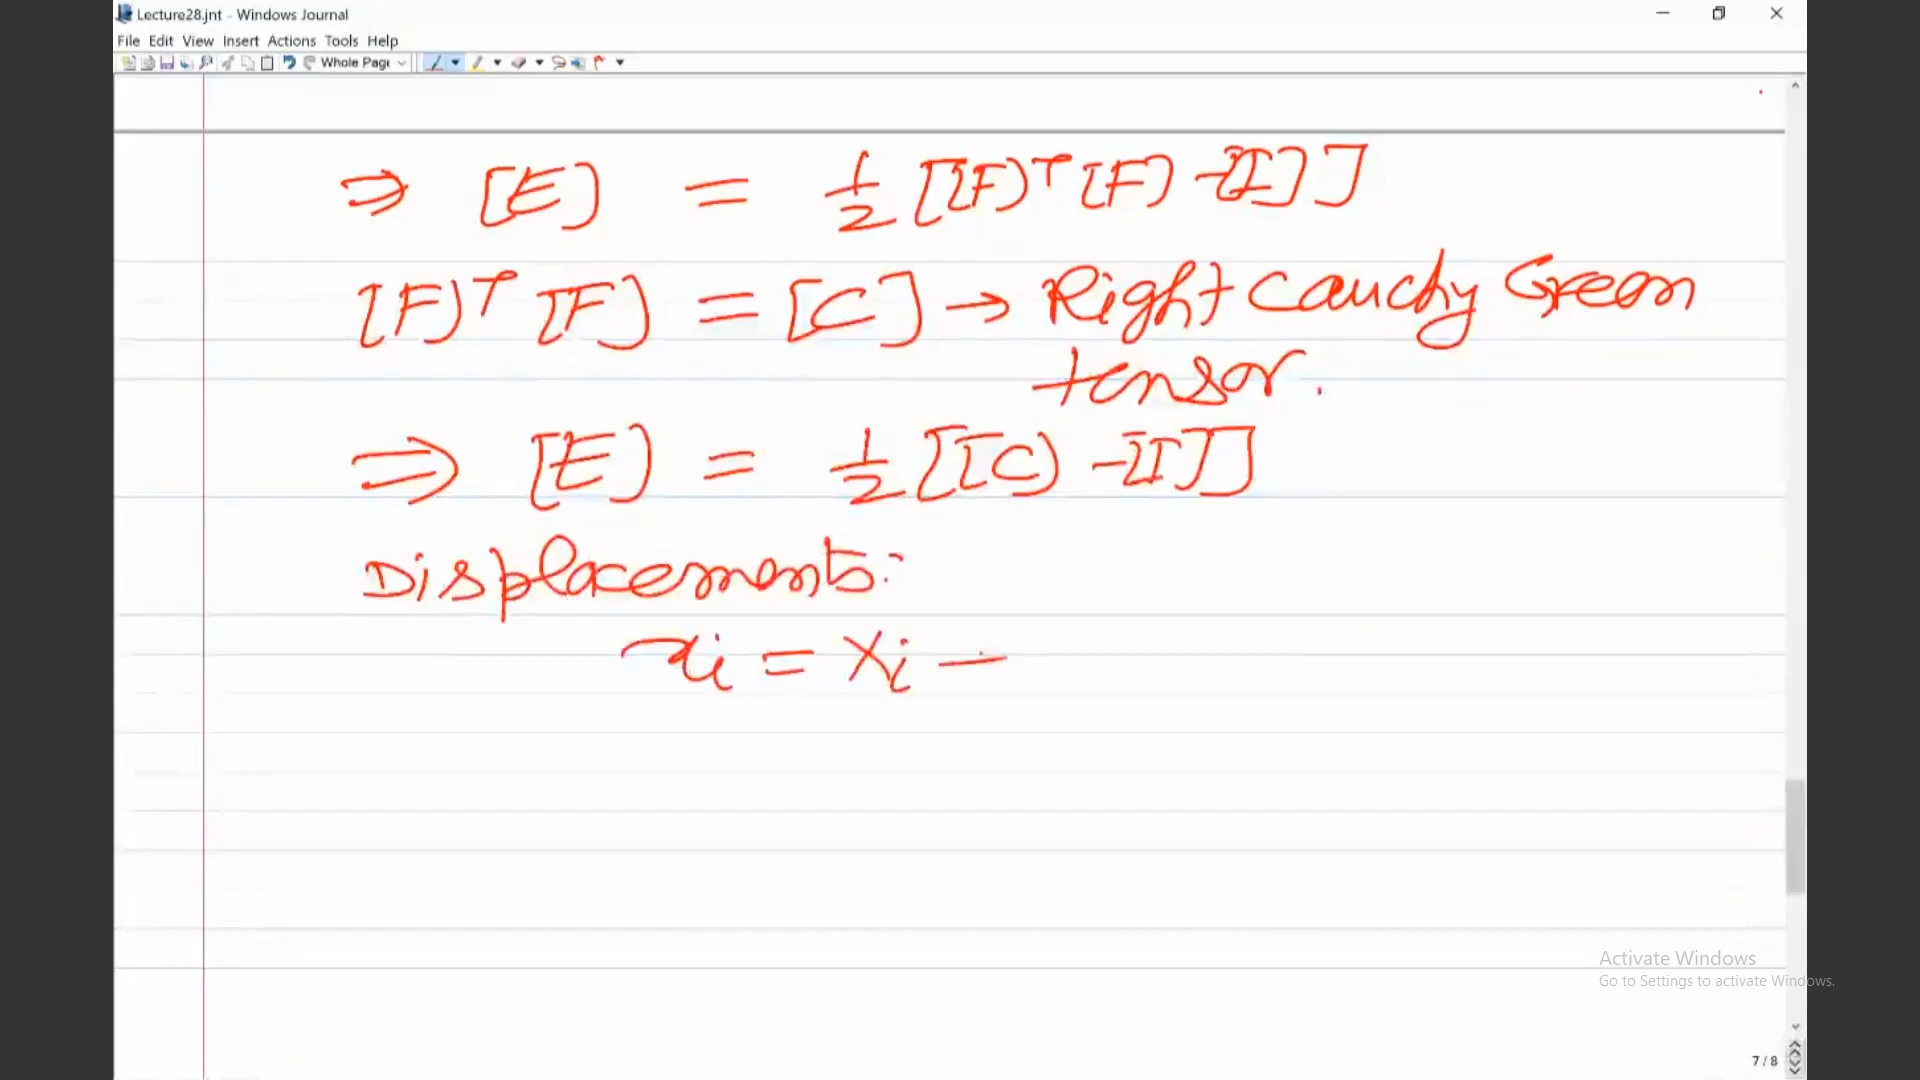 Lecture28.jnt - Windows Journal
File Edit View Insert Actions Tools Help
Whole Page
⇒ [E] = 1/2 [[F]ᵀ[F] - [I]]
[F]ᵀ [F] = [C] → Right Cauchy Green
tensor.
⇒ [E] = 1/2 [[C] - [I]]
Displacements:
xi = Xi -
Activate Windows
Go to Settings to activate Windows.
7 / 8